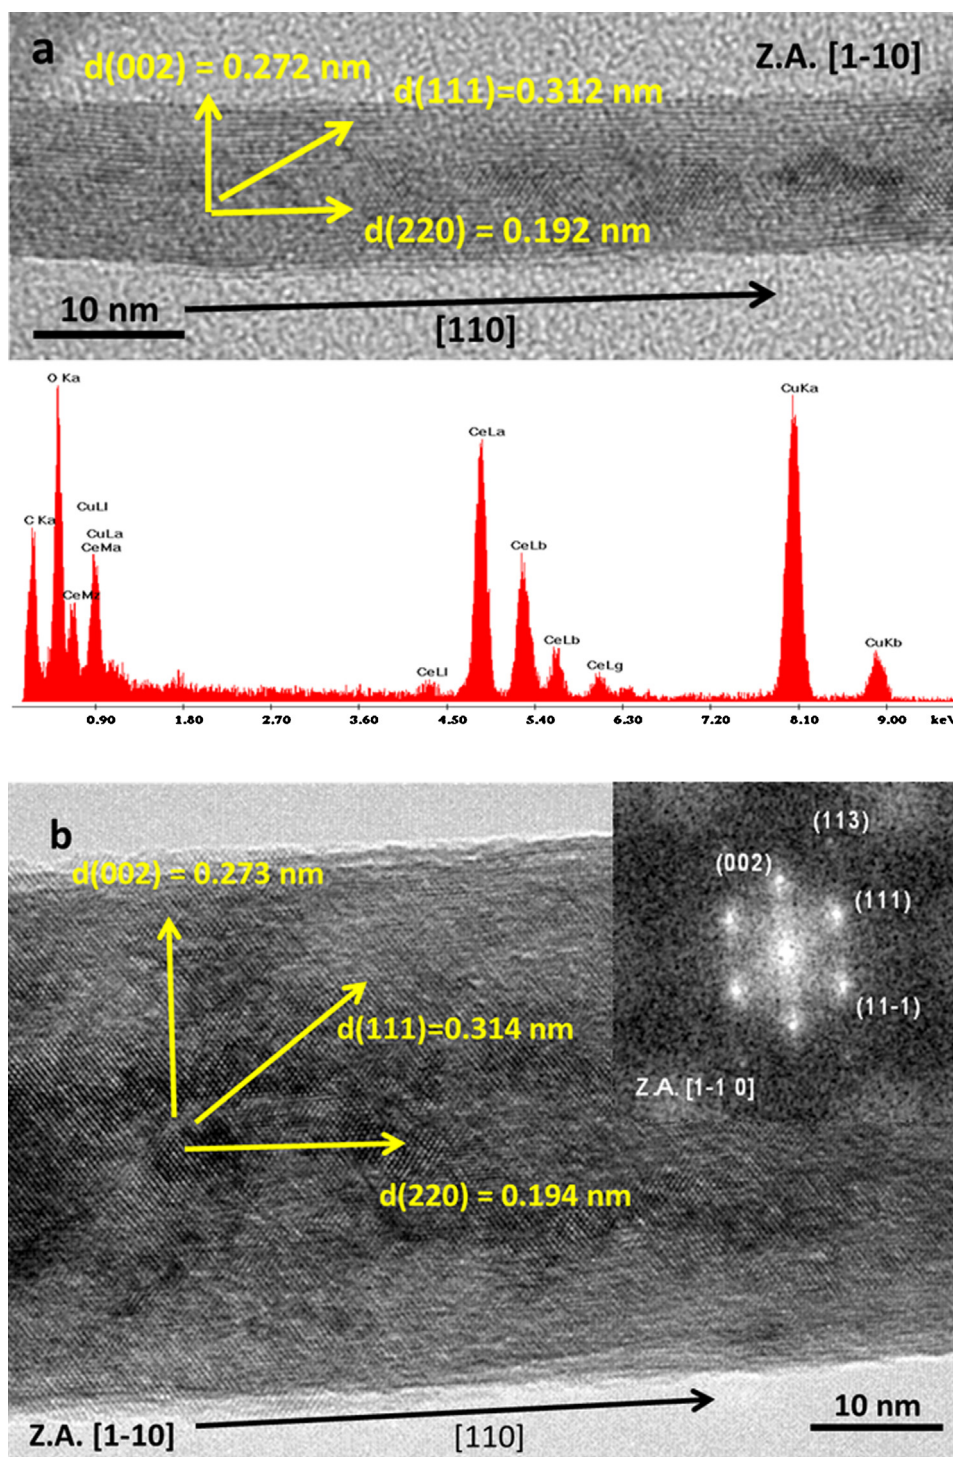 a
Z.A. [1-10]
d(002) = 0.272 nm
d(111)=0.312 nm
d(220) = 0.192 nm
10 nm
[110]
O Ka
CuKa
CeLa
CuLl
C Ka
CuLa
CeMa
CeLb
CeMz
CeLb
CuKb
CeLl
CeLg
0.90 1.80 2.70 3.60 4.50 5.40 6.30 7.20 8.10 9.00 keV
b
(113)
d(002) = 0.273 nm
(002)
(111)
d(111)=0.314 nm
(11-1)
Z.A. [1-1 0]
d(220) = 0.194 nm
10 nm
Z.A. [1-10]
[110]